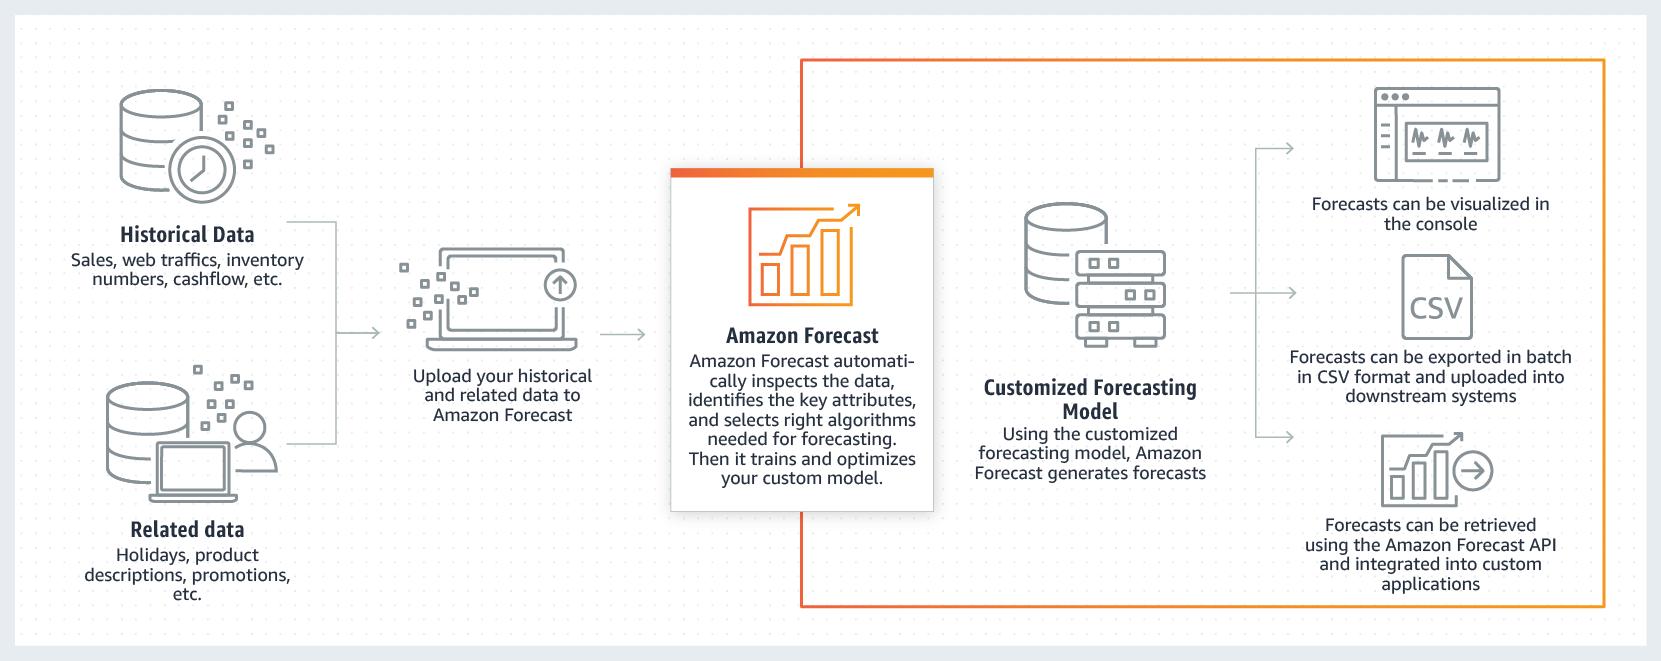 Historical Data
Sales, web traffics, inventory
numbers, cashflow, etc.
Related data
Holidays, product
descriptions, promotions,
etc.
Upload your historical
and related data to
Amazon Forecast
Amazon Forecast
Amazon Forecast automati-
cally inspects the data,
identifies the key attributes,
and selects right algorithms
needed for forecasting.
Then it trains and optimizes
your custom model.
Customized Forecasting
Model
Using the customized
forecasting model, Amazon
Forecast generates forecasts
Forecasts can be visualized in
the console
CSV
Forecasts can be exported in batch
in CSV format and uploaded into
downstream systems
Forecasts can be retrieved
using the Amazon Forecast API
and integrated into custom
applications